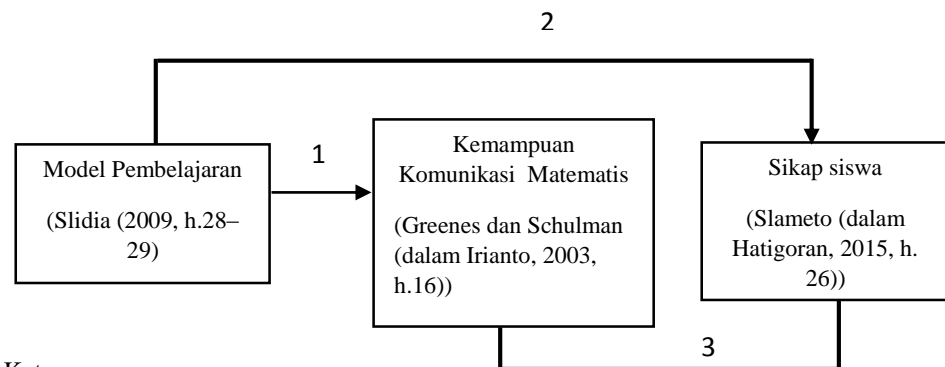 2
Model Pembelajaran
(Slidia (2009, h.28–
29)
1
Kemampuan
Komunikasi Matematis
(Greenes dan Schulman
(dalam Irianto, 2003,
h.16))
Sikap siswa
(Slameto (dalam
Hatigoran, 2015, h.
26))
3